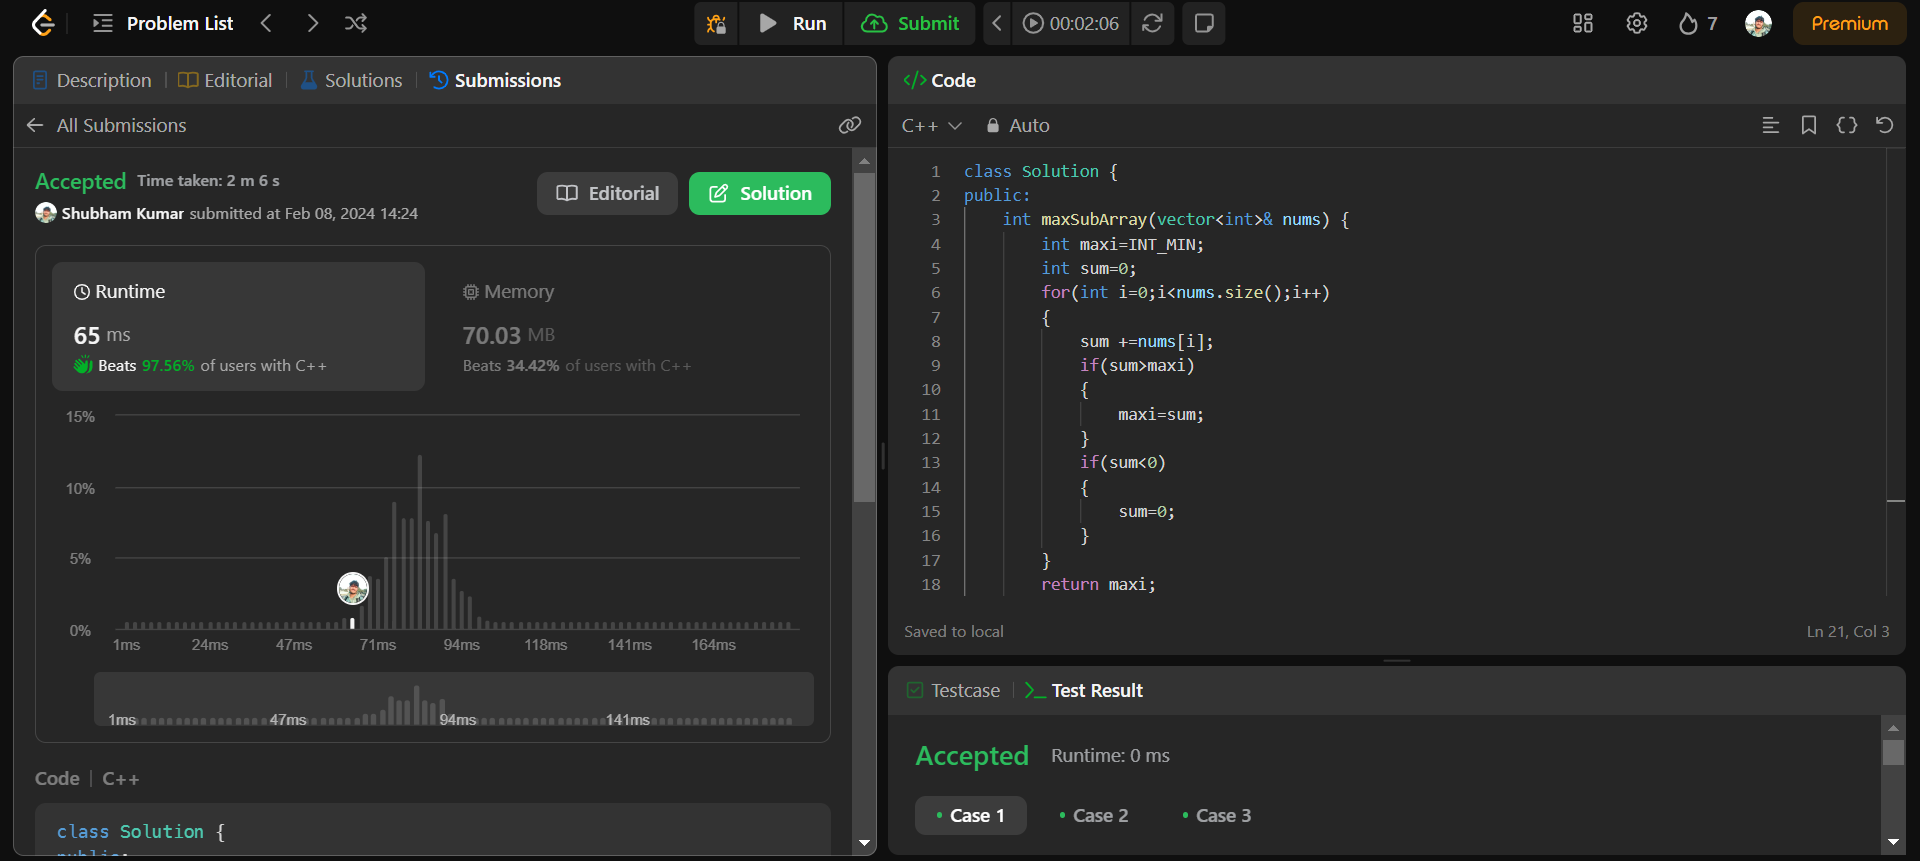 Problem List
Run
Submit
00:02:06
7
Premium
Description
Editorial
Solutions
Submissions
All Submissions
Accepted Time taken: 2 m 6 s
Shubham Kumar submitted at Feb 08, 2024 14:24
Editorial
Solution
Runtime
65 ms
Beats 97.56% of users with C++
Memory
70.03 MB
Beats 34.42% of users with C++
15%
10%
5%
0%
1ms 24ms 47ms 71ms 94ms 118ms 141ms 164ms
1ms 47ms 94ms 141ms
Code | C++
class Solution {
public:
</> Code
C++ Auto
1 class Solution {
2 public:
3     int maxSubArray(vector<int>& nums) {
4         int maxi=INT_MIN;
5         int sum=0;
6         for(int i=0;i<nums.size();i++)
7         {
8             sum +=nums[i];
9             if(sum>maxi)
10             {
11                 maxi=sum;
12             }
13             if(sum<0)
14             {
15                 sum=0;
16             }
17         }
18         return maxi;
Saved to local
Ln 21, Col 3
Testcase
Test Result
Accepted Runtime: 0 ms
Case 1
Case 2
Case 3